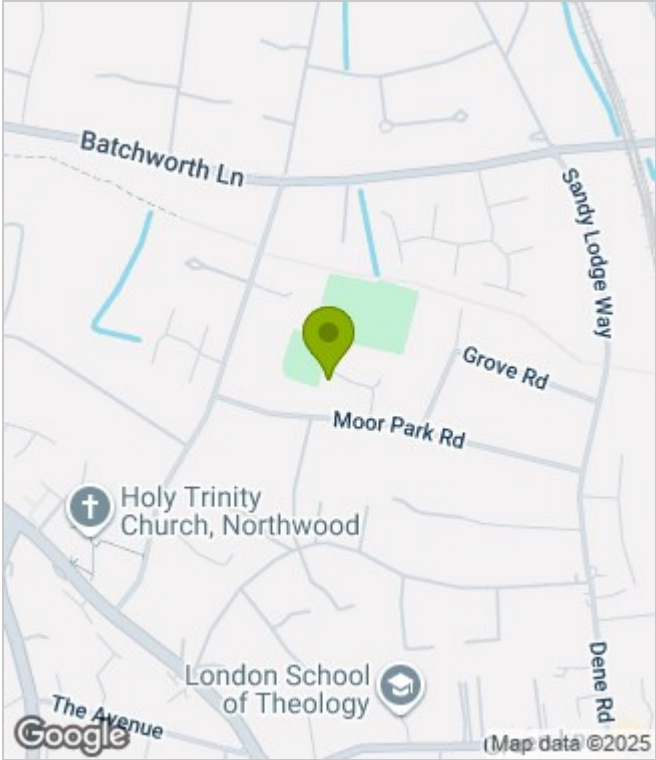 Batchworth Ln
Sandy Lodge Way
Grove Rd
Moor Park Rd
Holy Trinity
Church, Northwood
London School
of Theology
Dene Rd
The Avenue
Google
Map data ©2025